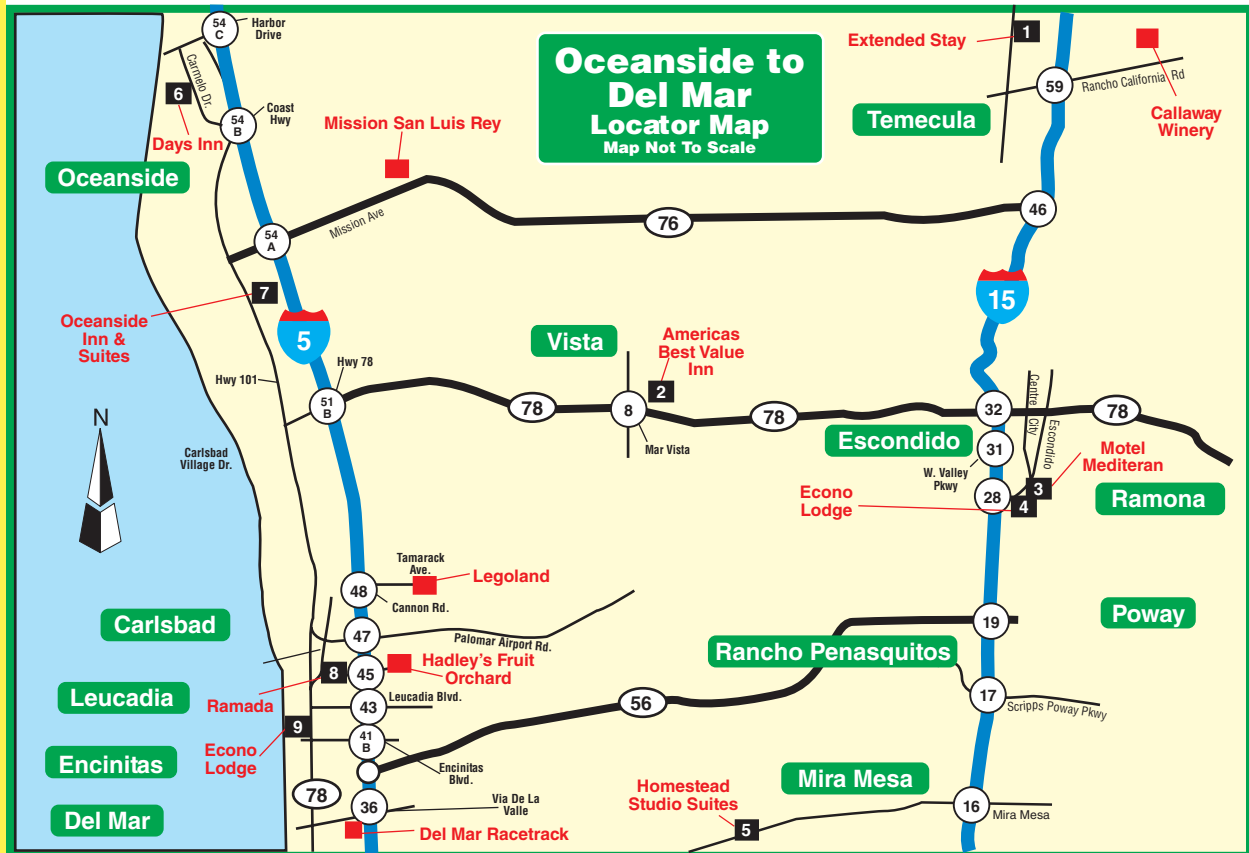 Oceanside to
Del Mar
Locator Map
Map Not To Scale
54
C
Harbor
Drive
Carmelo Dr.
6
Days Inn
54
B
Coast
Hwy
Mission San Luis Rey
Oceanside
Extended Stay
1
59
Rancho California Rd
Callaway
Winery
Temecula
54
A
Mission Ave
76
46
7
Oceanside
Inn &
Suites
5
15
Vista
Americas
Best Value
Inn
2
Hwy 101
Hwy 78
51
B
78
8
Mar Vista
78
32
78
Centre City
Escondido
Escondido
31
W. Valley
Pkwy
28
Motel
Mediteran
3
4
Econo
Lodge
Ramona
N
Carlsbad
Village Dr.
Tamarack
Ave.
Legoland
48
Cannon Rd.
Carlsbad
47
Palomar Airport Rd.
Poway
19
Rancho Penasquitos
8
45
Hadley's Fruit
Orchard
Leucadia
Ramada
43
Leucadia Blvd.
56
17
Scripps Poway Pkwy
9
Econo
Lodge
41
B
Encinitas
Blvd.
Encinitas
Mira Mesa
78
36
Via De La
Valle
Homestead
Studio Suites
5
16
Mira Mesa
Del Mar
Del Mar Racetrack